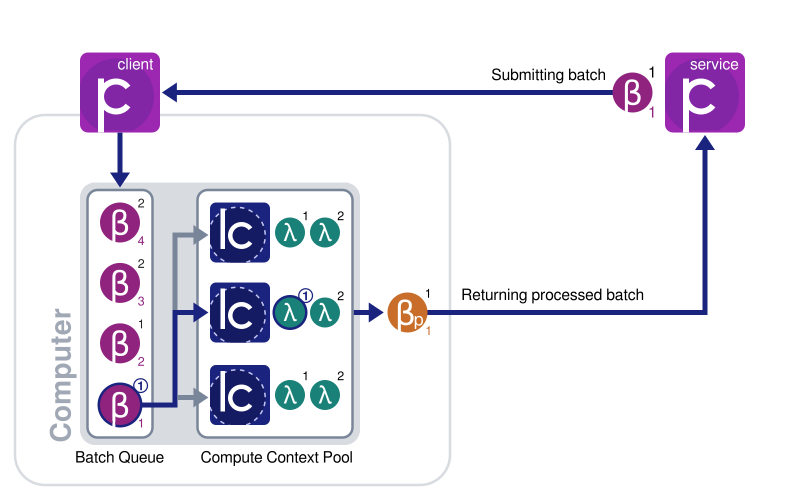 client
service
Submitting batch
β 1 1
β 2 4
β 2 3
β 1 2
β 1 1
λ 1 λ 2
λ 1 λ 2
λ 1 λ 2
βp 1 1
Returning processed batch
Computer
Batch Queue
Compute Context Pool